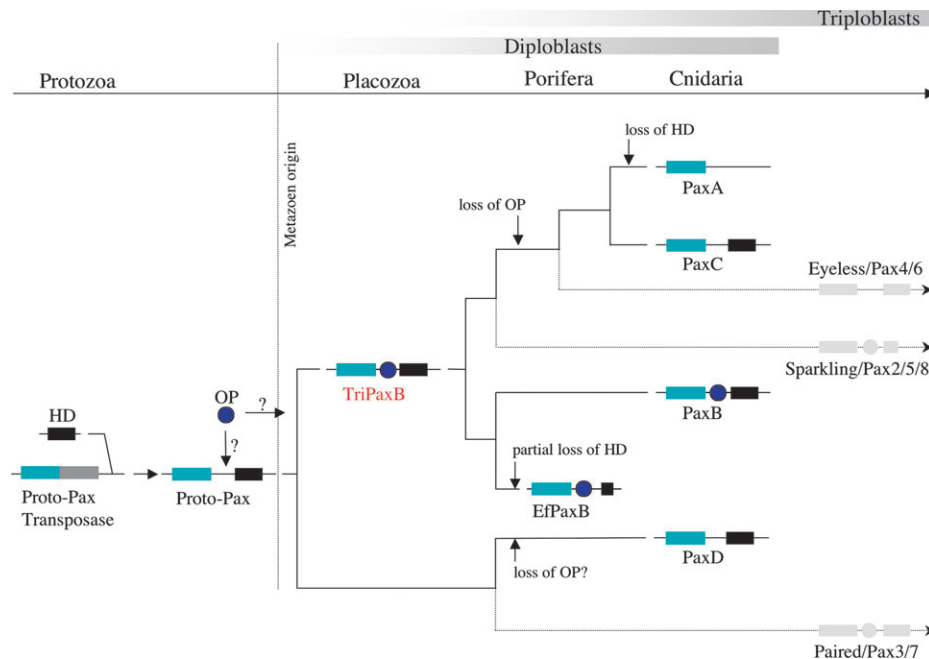 Triploblasts
Diploblasts
Protozoa
Placozoa
Porifera
Cnidaria
Metazoen origin
loss of HD
PaxA
loss of OP
PaxC
Eyeless/Pax4/6
Sparkling/Pax2/5/8
TriPaxB
PaxB
OP
?
?
HD
partial loss of HD
EfPaxB
Proto-Pax
Transposase
Proto-Pax
PaxD
loss of OP?
Paired/Pax3/7